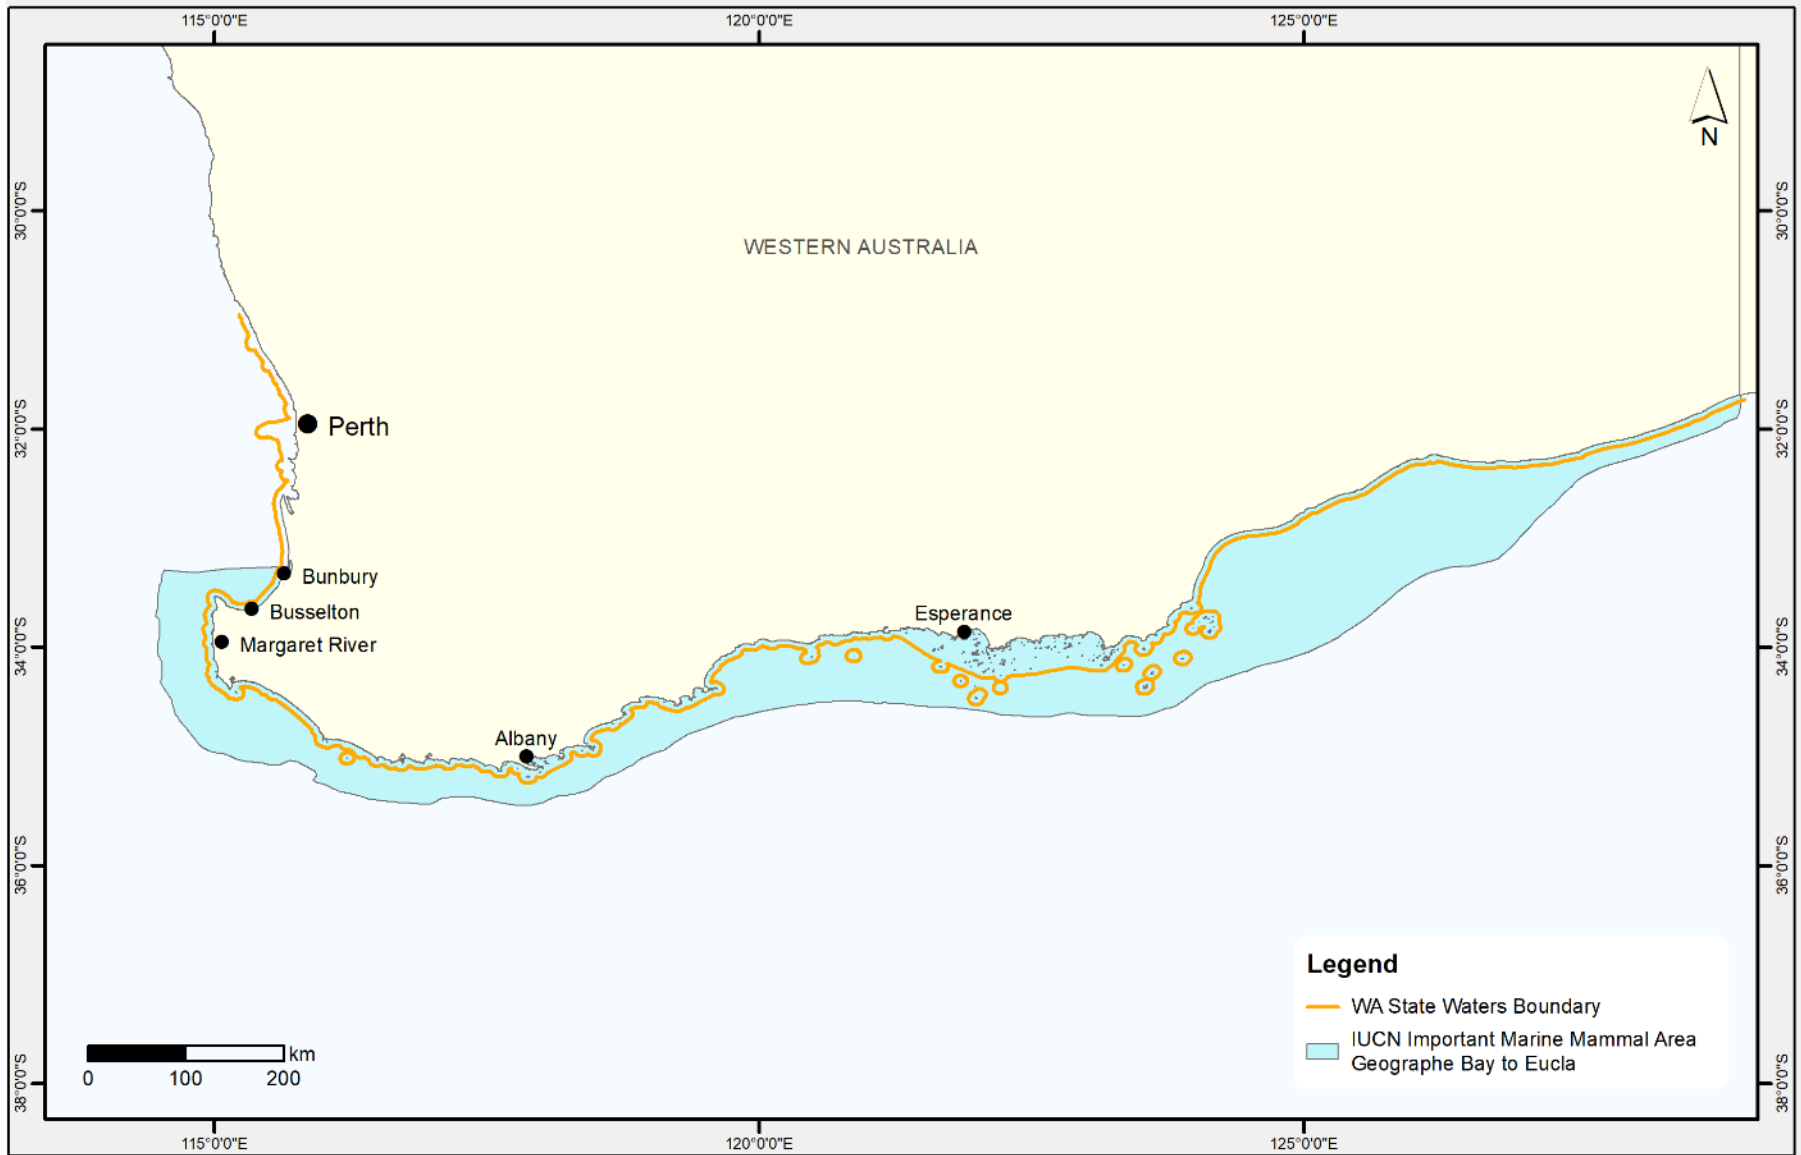 115°0'0"E
120°0'0"E
125°0'0"E
N
30°0'0"S
30°0'0"S
WESTERN AUSTRALIA
Perth
32°0'0"S
32°0'0"S
Bunbury
Busselton
Esperance
Margaret River
34°0'0"S
34°0'0"S
Albany
36°0'0"S
36°0'0"S
Legend
WA State Waters Boundary
IUCN Important Marine Mammal Area
Geographe Bay to Eucla
km
0 100 200
38°0'0"S
38°0'0"S
115°0'0"E
120°0'0"E
125°0'0"E